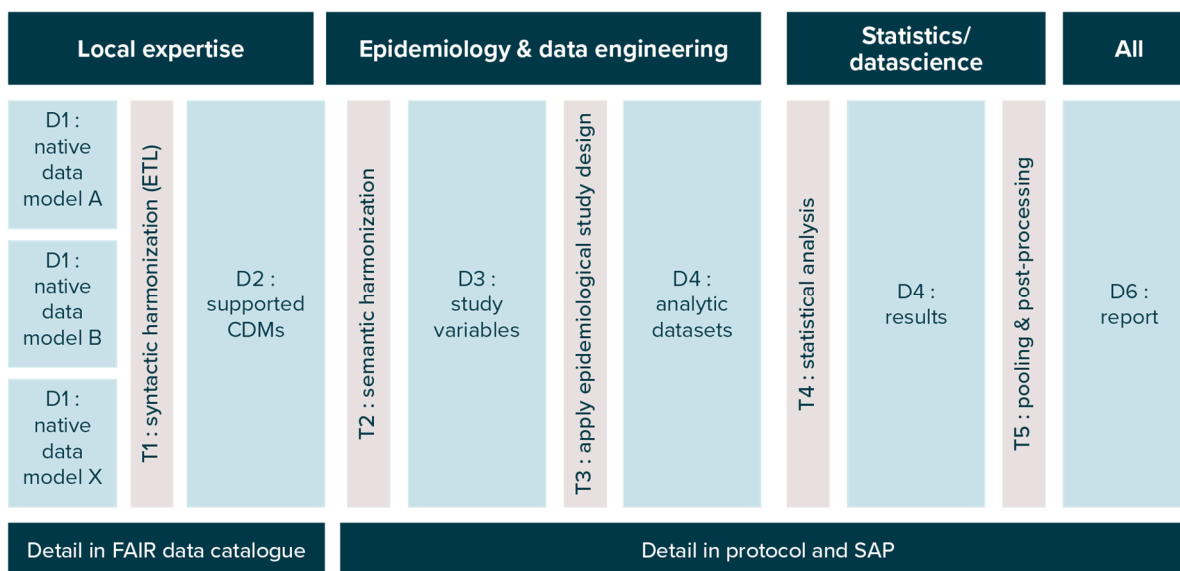 Local expertise
Epidemiology & data engineering
Statistics/
datascience
All
D1 :
native
data
model A
D1 :
native
data
model B
D1 :
native
data
model X
T1 : syntactic harmonization (ETL)
D2 :
supported
CDMs
T2 : semantic harmonization
D3 :
study
variables
T3 : apply epidemiological study design
D4 :
analytic
datasets
T4 : statistical analysis
D4 :
results
T5 : pooling & post-processing
D6 :
report
Detail in FAIR data catalogue
Detail in protocol and SAP